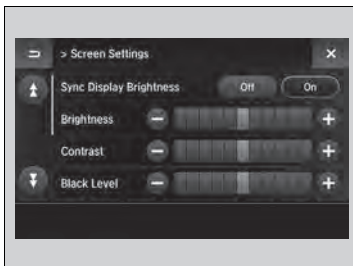 > Screen Settings
Sync Display Brightness Off On
Brightness
Contrast
Black Level